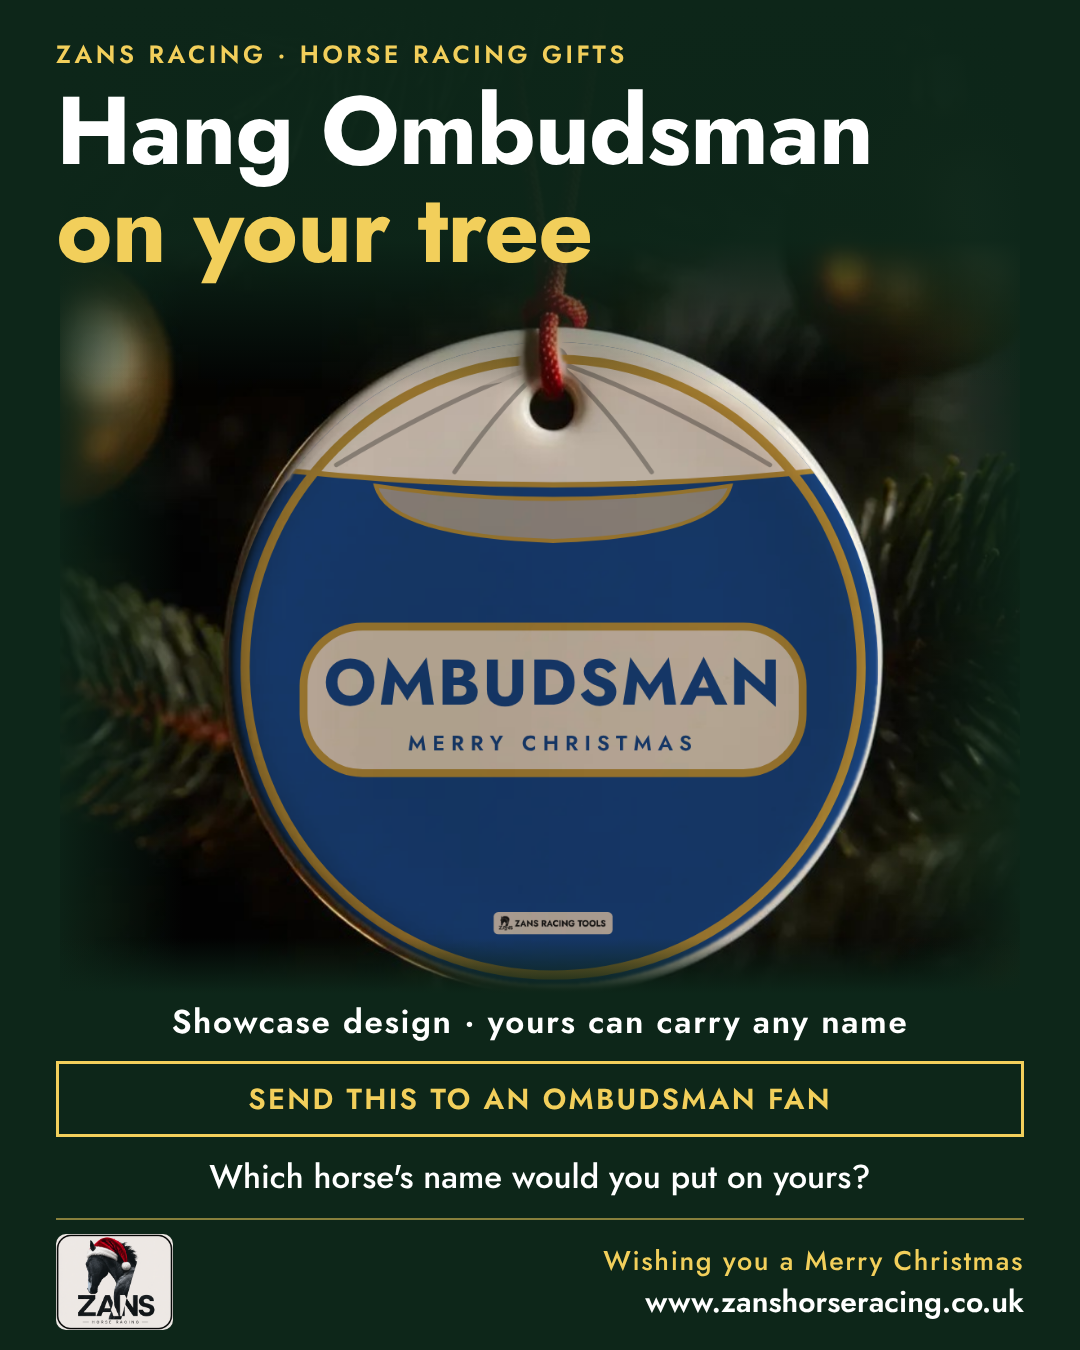 ZANS RACING · HORSE RACING GIFTS
Hang Ombudsman
on your tree
OMBUDSMAN
MERRY CHRISTMAS
ZANS RACING TOOLS
Showcase design · yours can carry any name
SEND THIS TO AN OMBUDSMAN FAN
Which horse's name would you put on yours?
ZANS
HORSE RACING
Wishing you a Merry Christmas
www.zanshorseracing.co.uk